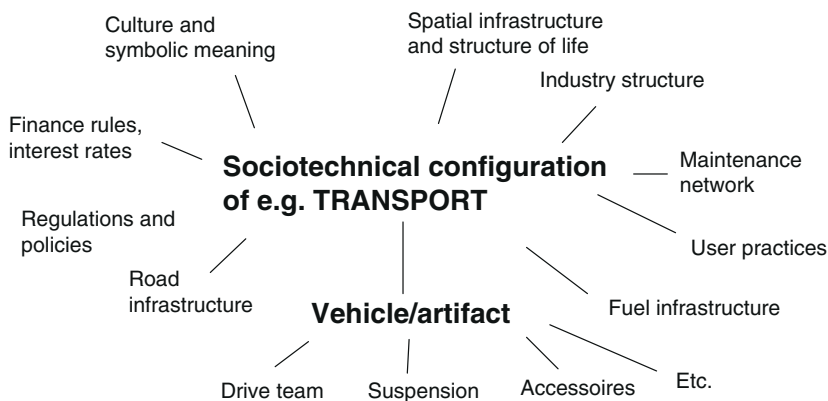 Culture and
symbolic meaning
Spatial infrastructure
and structure of life
Industry structure
Finance rules,
interest rates
Sociotechnical configuration
of e.g. TRANSPORT
Maintenance
network
Regulations and
policies
User practices
Road
infrastructure
Vehicle/artifact
Fuel infrastructure
Drive team
Suspension
Accessoires
Etc.